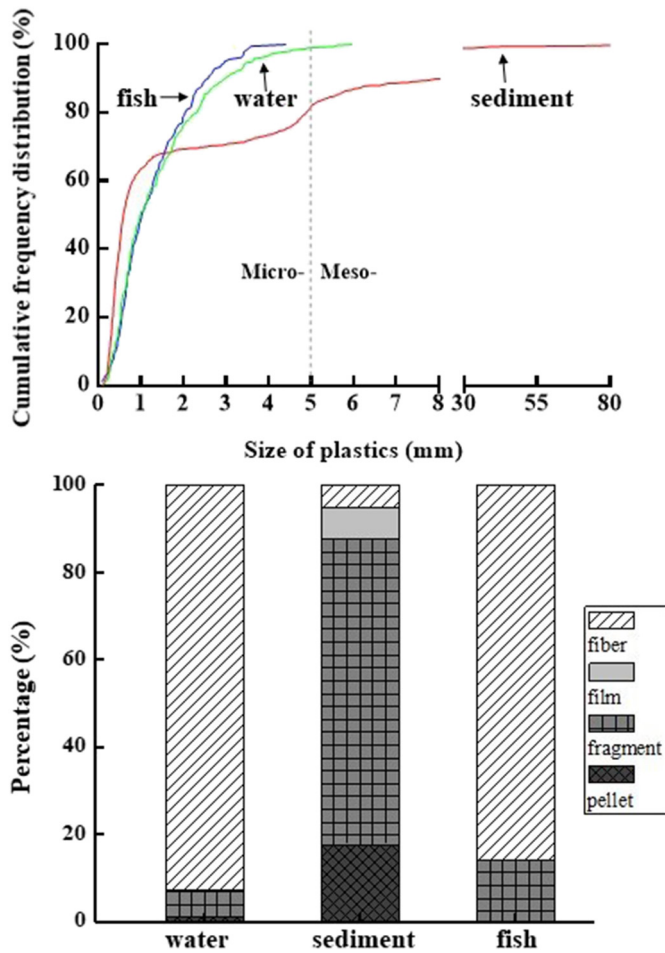 Cumulative frequency distribution (%)
100
80
60
40
20
0
fish
water
sediment
Micro-
Meso-
0 1 2 3 4 5 6 7 8 30 55 80
Size of plastics (mm)
Percentage (%)
100
80
60
40
20
0
fiber
film
fragment
pellet
water sediment fish